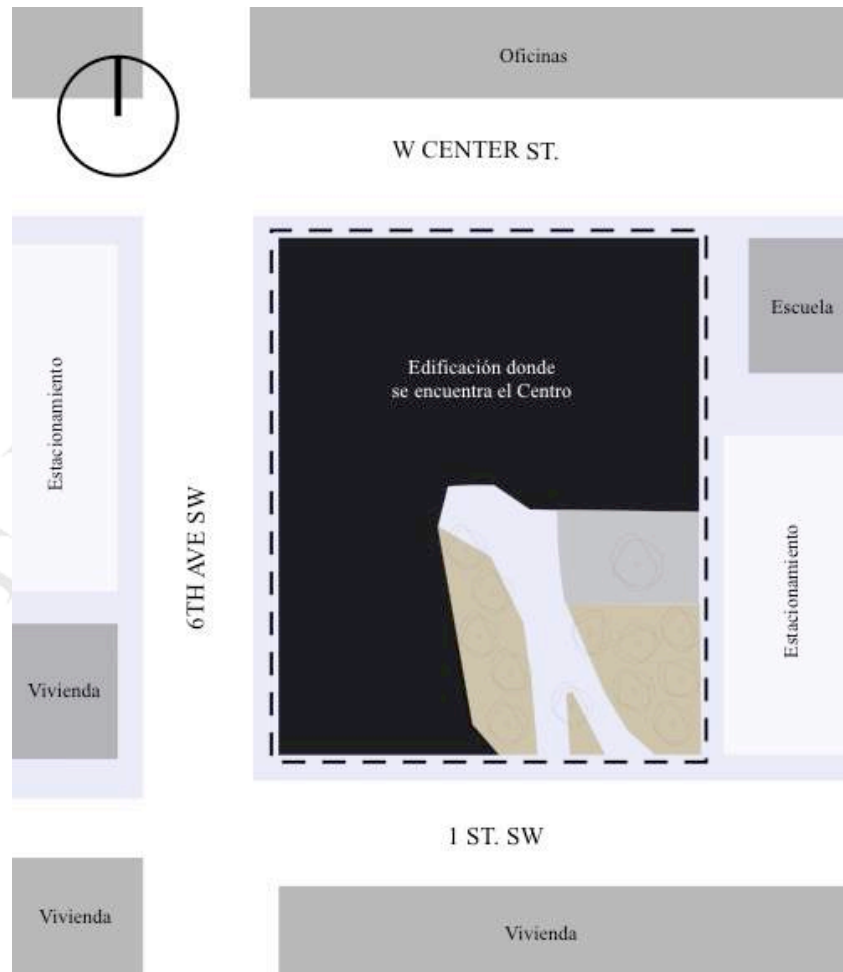 Oficinas
W CENTER ST.
Escuela
Edificación donde
se encuentra el Centro
Estacionamiento
6TH AVE SW
Estacionamiento
Vivienda
1 ST. SW
Vivienda
Vivienda